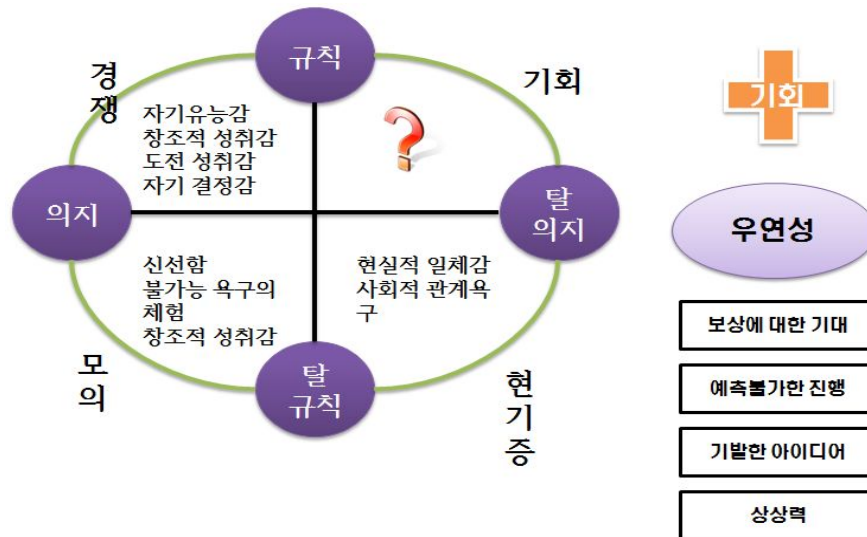 규칙
경
쟁
기회
자기유능감
창조적 성취감
도전 성취감
자기 결정감
?
의지
탈
의지
신선함
불가능 욕구의
체험
창조적 성취감
현실적 일체감
사회적 관계욕
구
모
의
탈
규칙
현
기
증
기회
우연성
보상에 대한 기대
예측불가한 진행
기발한 아이디어
상상력